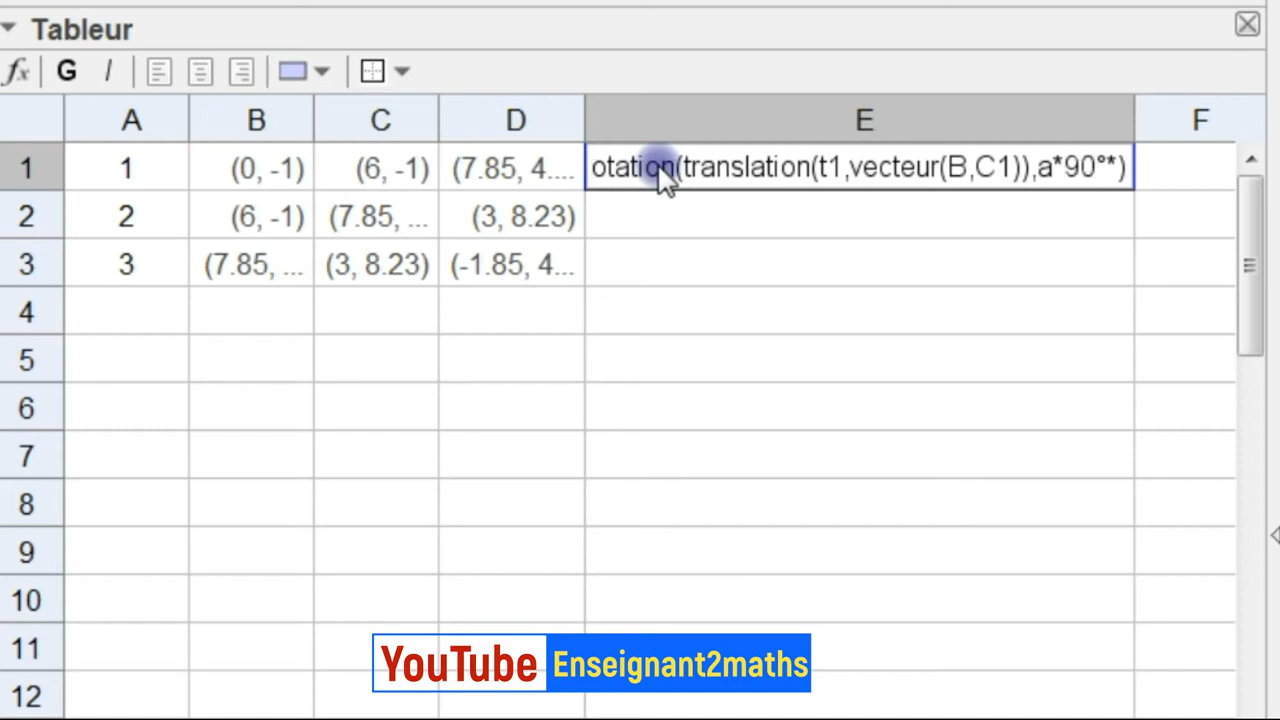 Tableur
fx G I
A B C D E F
1 1 (0, -1) (6, -1) (7.85, 4.... otation(translation(t1,vecteur(B,C1)),a*90°*)
2 2 (6, -1) (7.85, ... (3, 8.23)
3 3 (7.85, ... (3, 8.23) (-1.85, 4...
4
5
6
7
8
9
10
11
12
YouTube Enseignant2maths